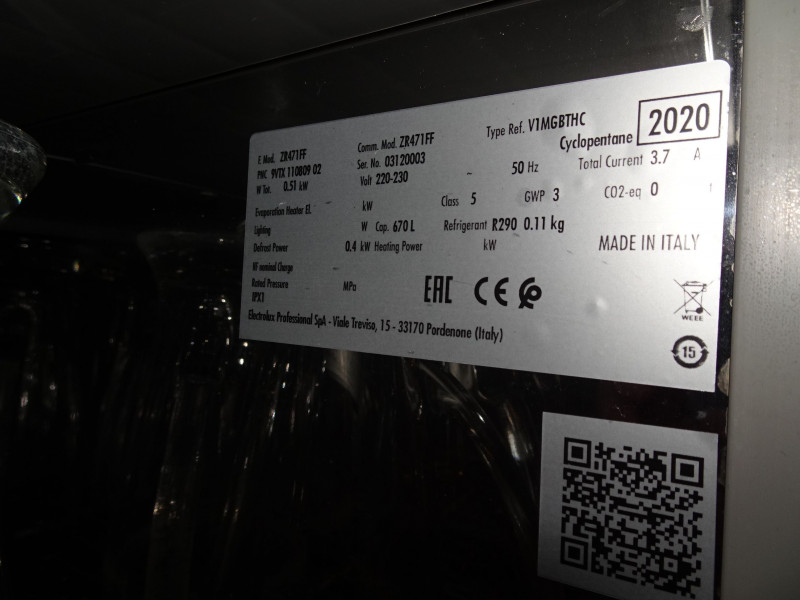 F. Mod. ZR471FF Comm. Mod. ZR471FF Type Ref. V1MGBTHC 2020
PNC 9VTX 110809 02 Ser. No. 03120003 Cyclopentane
W Tot. 0.51 kW Volt 220-230 ~ 50 Hz Total Current 3.7 A
Evaporation Heater El. kW Class 5 GWP 3 CO2-eq 0 t
Lighting W Cap. 670 L Refrigerant R290 0.11 kg
Defrost Power 0.4 kW Heating Power kW MADE IN ITALY
RF nominal Charge
Rated Pressure MPa
IPX1 EAC CE
WEEE
Electrolux Professional SpA - Viale Treviso, 15 - 33170 Pordenone (Italy)
15